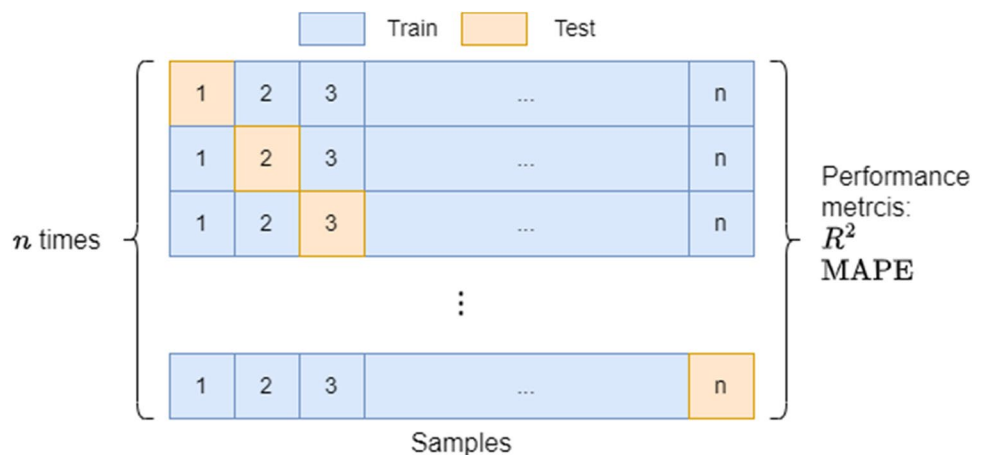 Train Test
1 2 3 ... n
1 2 3 ... n
1 2 3 ... n
n times
Performance
metrcis:
R²
MAPE
⋮
1 2 3 ... n
Samples